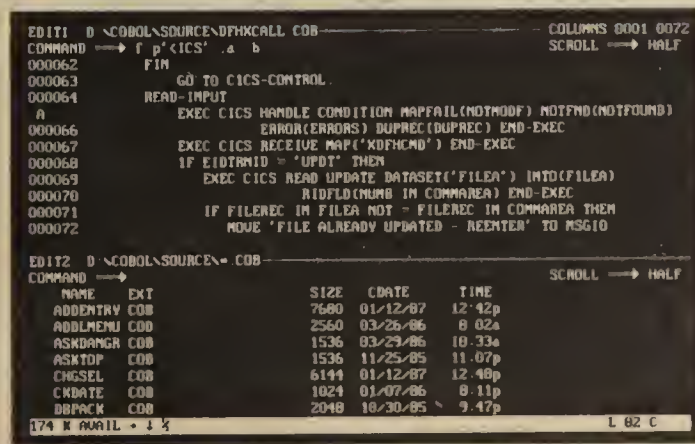 EDIT1 D \COBOL\SOURCE\DFHXCALL COB COLUMNS 0001 0072
COMMAND ⟹ f p'<ICS' .a b SCROLL ⟹ HALF
000062 FIM
000063 GO TO CICS-CONTROL.
000064 READ-INPUT
A EXEC CICS HANDLE CONDITION MAPFAIL(NOTMODF) NOTFND(NOTFOUND)
000066 ERROR(ERRORS) DUPREC(DUPREC) END-EXEC
000067 EXEC CICS RECEIVE MAP('XDFHCMD') END-EXEC
000068 IF EIDTRMID = 'UPDT' THEN
000069 EXEC CICS READ UPDATE DATASET('FILEA') INTO(FILEA)
000070 RIDFLD(NUMB IN COMMAREA) END-EXEC
000071 IF FILEREC IN FILEA NOT = FILEREC IN COMMAREA THEN
000072 MOVE 'FILE ALREADY UPDATED - REENTER' TO MSGIO
EDIT2 D \COBOL\SOURCE\* COB
COMMAND ⟹ SCROLL ⟹ HALF
NAME EXT SIZE CDATE TIME
ADDENTRY COB 7680 01/12/87 12:42p
ADDLMENU COB 2560 03/26/86 8 02a
ASKDAMGR COB 1536 03/29/86 10.33a
ASKTOP COB 1536 11/25/85 11.07p
CHGSEL COB 6144 01/12/87 12.48p
CKDATE COB 1024 01/07/86 8.11p
DBPACK COB 2048 10/30/85 9.47p
174 K AVAIL L 02 C